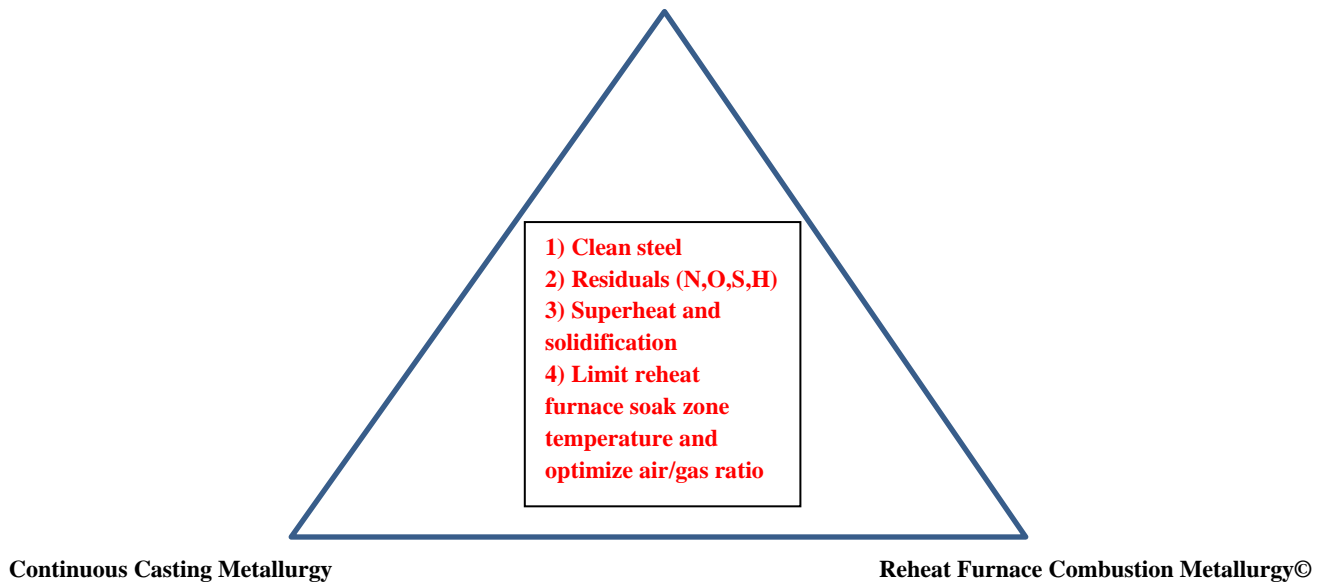 1) Clean steel
2) Residuals (N,O,S,H)
3) Superheat and
solidification
4) Limit reheat
furnace soak zone
temperature and
optimize air/gas ratio
Continuous Casting Metallurgy
Reheat Furnace Combustion Metallurgy©